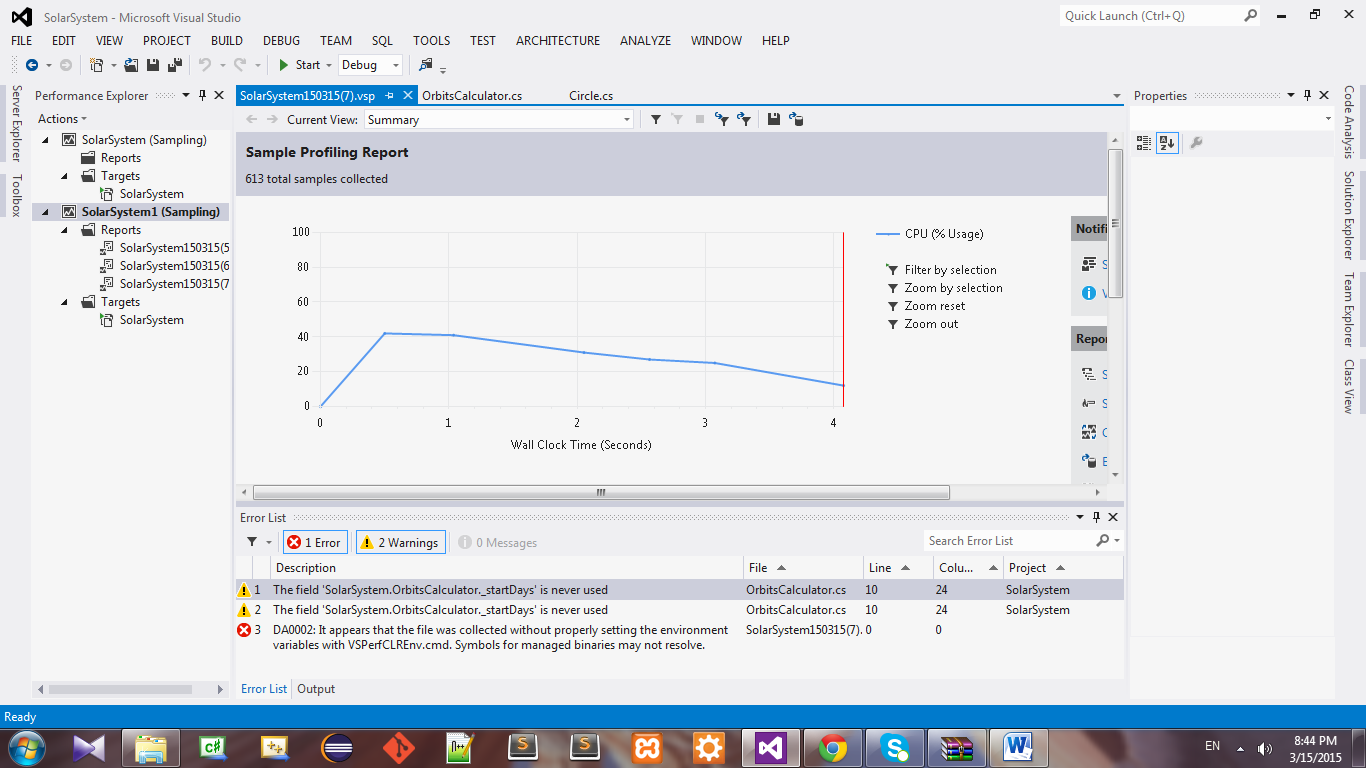 SolarSystem - Microsoft Visual Studio
Quick Launch (Ctrl+Q)
FILE EDIT VIEW PROJECT BUILD DEBUG TEAM SQL TOOLS TEST ARCHITECTURE ANALYZE WINDOW HELP
Start Debug
Server Explorer
Toolbox
Performance Explorer
Actions
SolarSystem (Sampling)
Reports
Targets
SolarSystem
SolarSystem1 (Sampling)
Reports
SolarSystem150315(5
SolarSystem150315(6
SolarSystem150315(7
Targets
SolarSystem
SolarSystem150315(7).vsp OrbitsCalculator.cs Circle.cs
Current View: Summary
Sample Profiling Report
613 total samples collected
100
80
60
40
20
0
0 1 2 3 4
Wall Clock Time (Seconds)
CPU (% Usage)
Filter by selection
Zoom by selection
Zoom reset
Zoom out
Notifi
S
V
Repor
S
S
C
E
Properties
Code Analysis
Solution Explorer
Team Explorer
Class View
Error List
1 Error 2 Warnings 0 Messages
Search Error List
Description File Line Colu... Project
1 The field 'SolarSystem.OrbitsCalculator._startDays' is never used OrbitsCalculator.cs 10 24 SolarSystem
2 The field 'SolarSystem.OrbitsCalculator._startDays' is never used OrbitsCalculator.cs 10 24 SolarSystem
3 DA0002: It appears that the file was collected without properly setting the environment SolarSystem150315(7). 0 0
variables with VSPerfCLREnv.cmd. Symbols for managed binaries may not resolve.
Error List Output
Ready
EN
8:44 PM
3/15/2015